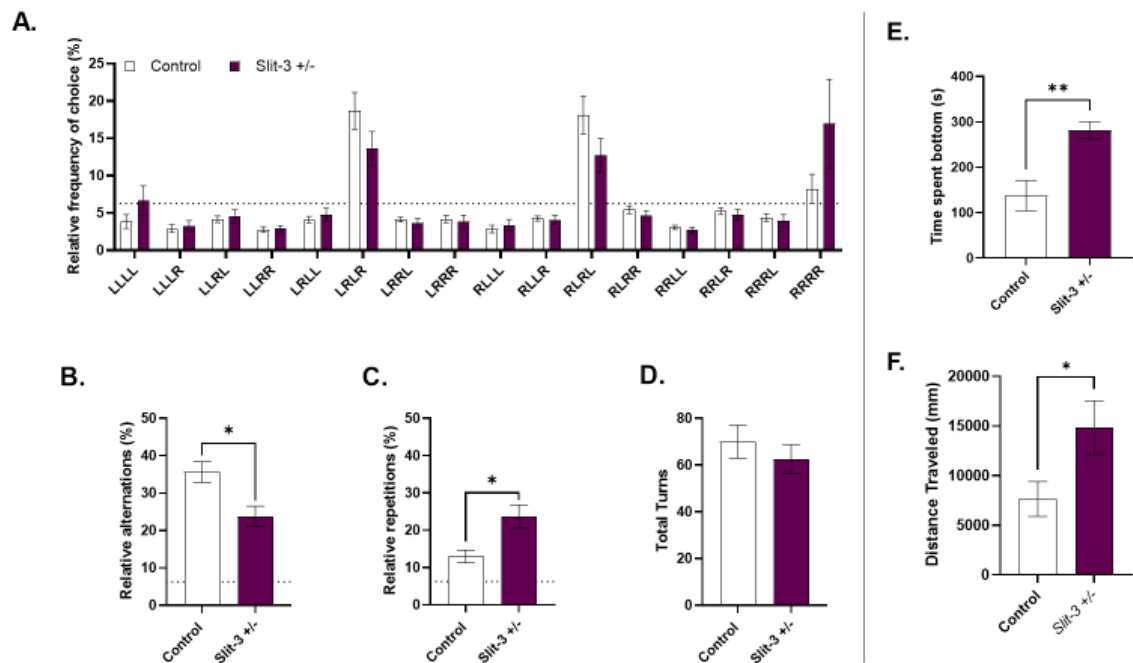 A.
Relative frequency of choice (%)
25
20
15
10
5
0
Control
Slit-3 +/-
LLLL
LLLR
LLRL
LLRR
LRLL
LRLR
LRRL
LRRR
RLLL
RLLR
RLRL
RLRR
RRLL
RRLR
RRRL
RRRR
B.
Relative alternations (%)
50
40
30
20
10
0
*
Control
Slit-3 +/-
C.
Relative repetitions (%)
50
40
30
20
10
0
*
Control
Slit-3 +/-
D.
Total Turns
80
60
40
20
0
Control
Slit-3 +/-
E.
Time spent bottom (s)
400
300
200
100
0
**
Control
Slit-3 +/-
F.
Distance Traveled (mm)
20000
15000
10000
5000
0
*
Control
Slit-3 +/-